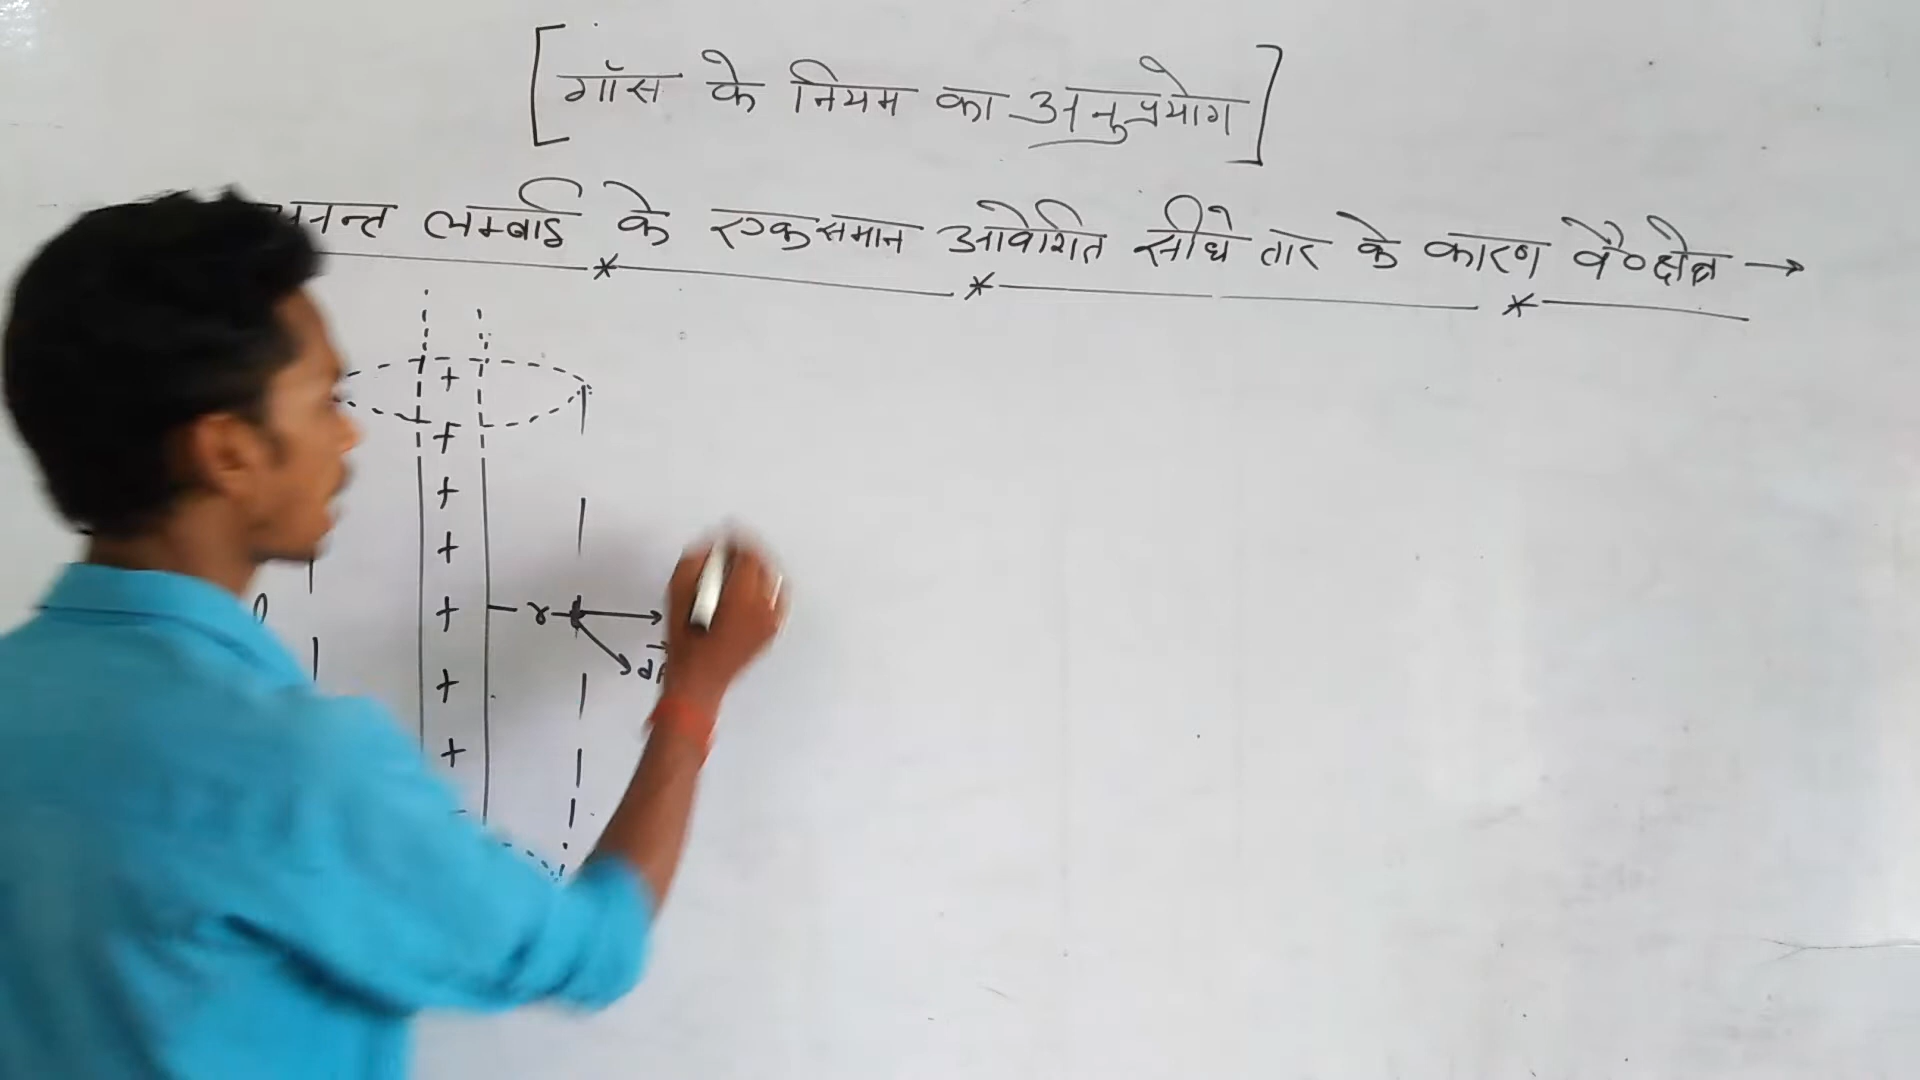 [गॉस के नियम का अनुप्रयोग]
लम्बाई के एकसमान आवेशित सीधे तार के कारण वै०क्षेत्र →
+
+
+
+
+ r
+
+